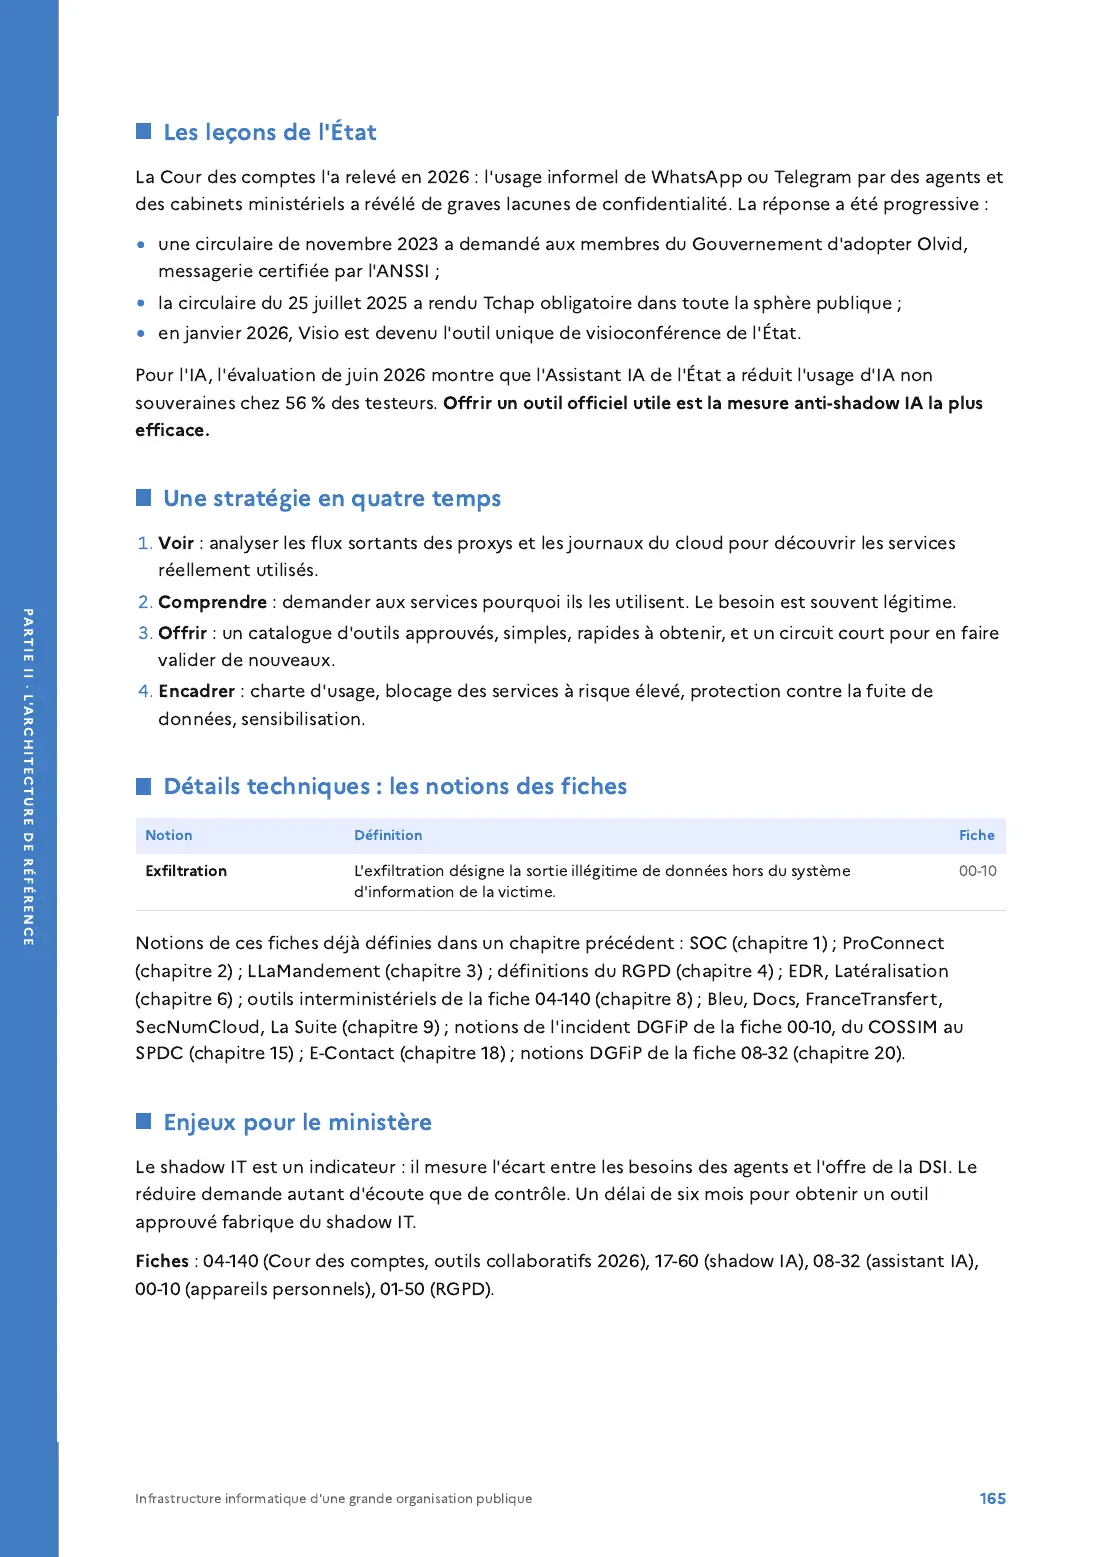 Les leçons de l'État
La Cour des comptes l'a relevé en 2026 : l'usage informel de WhatsApp ou Telegram par des agents et
des cabinets ministériels a révélé de graves lacunes de confidentialité. La réponse a été progressive :
• une circulaire de novembre 2023 a demandé aux membres du Gouvernement d'adopter Olvid,
messagerie certifiée par l'ANSSI ;
• la circulaire du 25 juillet 2025 a rendu Tchap obligatoire dans toute la sphère publique ;
• en janvier 2026, Visio est devenu l'outil unique de visioconférence de l'État.
Pour l'IA, l'évaluation de juin 2026 montre que l'Assistant IA de l'État a réduit l'usage d'IA non
souveraines chez 56 % des testeurs. Offrir un outil officiel utile est la mesure anti-shadow IA la plus
efficace.
Une stratégie en quatre temps
1. Voir : analyser les flux sortants des proxys et les journaux du cloud pour découvrir les services
réellement utilisés.
2. Comprendre : demander aux services pourquoi ils les utilisent. Le besoin est souvent légitime.
3. Offrir : un catalogue d'outils approuvés, simples, rapides à obtenir, et un circuit court pour en faire
valider de nouveaux.
4. Encadrer : charte d'usage, blocage des services à risque élevé, protection contre la fuite de
données, sensibilisation.
Détails techniques : les notions des fiches
Notion Définition Fiche
Exfiltration L'exfiltration désigne la sortie illégitime de données hors du système 00-10
d'information de la victime.
Notions de ces fiches déjà définies dans un chapitre précédent : SOC (chapitre 1) ; ProConnect
(chapitre 2) ; LLaMandement (chapitre 3) ; définitions du RGPD (chapitre 4) ; EDR, Latéralisation
(chapitre 6) ; outils interministériels de la fiche 04-140 (chapitre 8) ; Bleu, Docs, FranceTransfert,
SecNumCloud, La Suite (chapitre 9) ; notions de l'incident DGFiP de la fiche 00-10, du COSSIM au
SPDC (chapitre 15) ; E-Contact (chapitre 18) ; notions DGFiP de la fiche 08-32 (chapitre 20).
Enjeux pour le ministère
Le shadow IT est un indicateur : il mesure l'écart entre les besoins des agents et l'offre de la DSI. Le
réduire demande autant d'écoute que de contrôle. Un délai de six mois pour obtenir un outil
approuvé fabrique du shadow IT.
Fiches : 04-140 (Cour des comptes, outils collaboratifs 2026), 17-60 (shadow IA), 08-32 (assistant IA),
00-10 (appareils personnels), 01-50 (RGPD).
PARTIE II · L'ARCHITECTURE DE RÉFÉRENCE
Infrastructure informatique d'une grande organisation publique 165